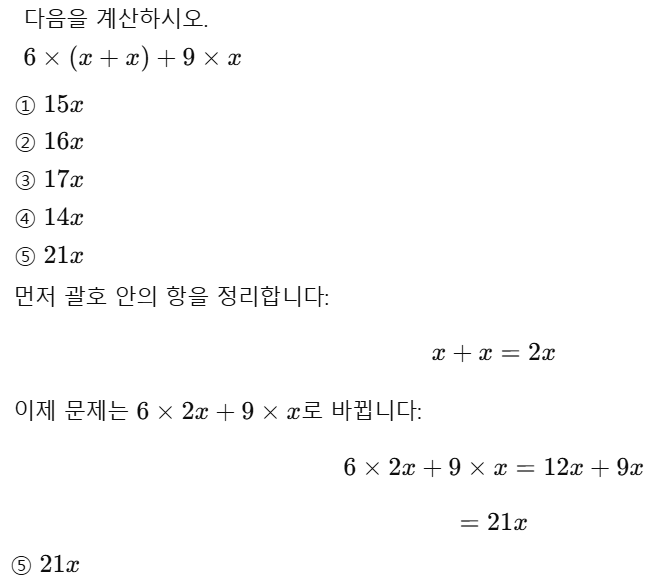 다음을 계산하시오.
6 × (x + x) + 9 × x
① 15x
② 16x
③ 17x
④ 14x
⑤ 21x
먼저 괄호 안의 항을 정리합니다:
x + x = 2x
이제 문제는 6 × 2x + 9 × x로 바뀝니다:
6 × 2x + 9 × x = 12x + 9x
= 21x
⑤ 21x